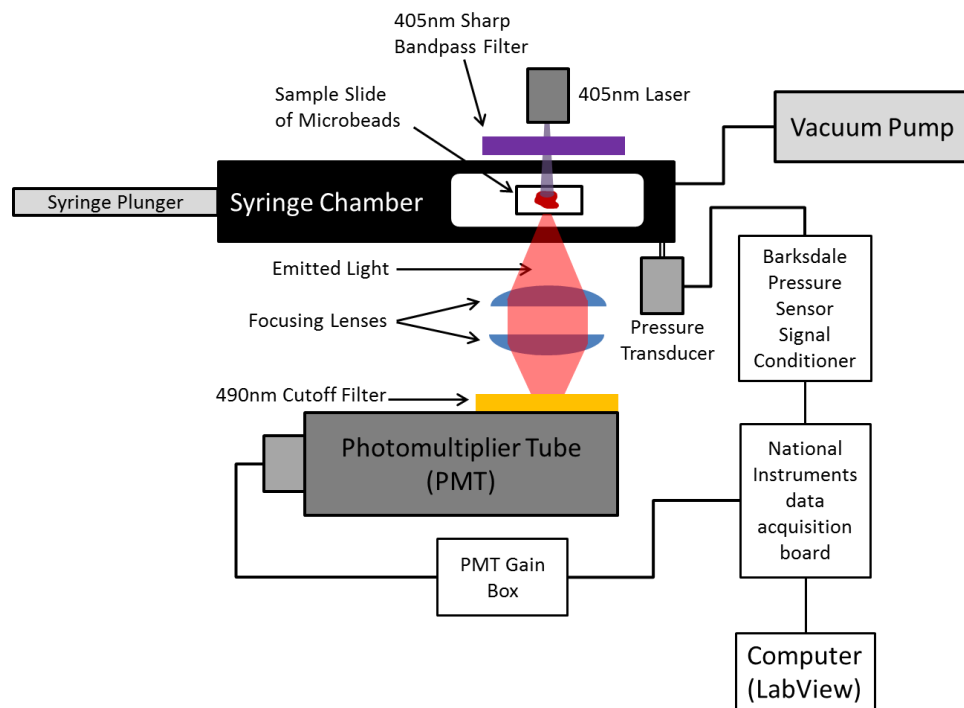 405nm Sharp
Bandpass Filter
405nm Laser
Sample Slide
of Microbeads
Vacuum Pump
Syringe Plunger
Syringe Chamber
Emitted Light
Focusing Lenses
Pressure
Transducer
Barksdale
Pressure
Sensor
Signal
Conditioner
490nm Cutoff Filter
Photomultiplier Tube
(PMT)
National
Instruments
data
acquisition
board
PMT Gain
Box
Computer
(LabView)